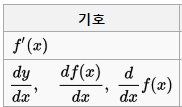 기호
f′(x)
dy/dx, df(x)/dx, d/dx f(x)